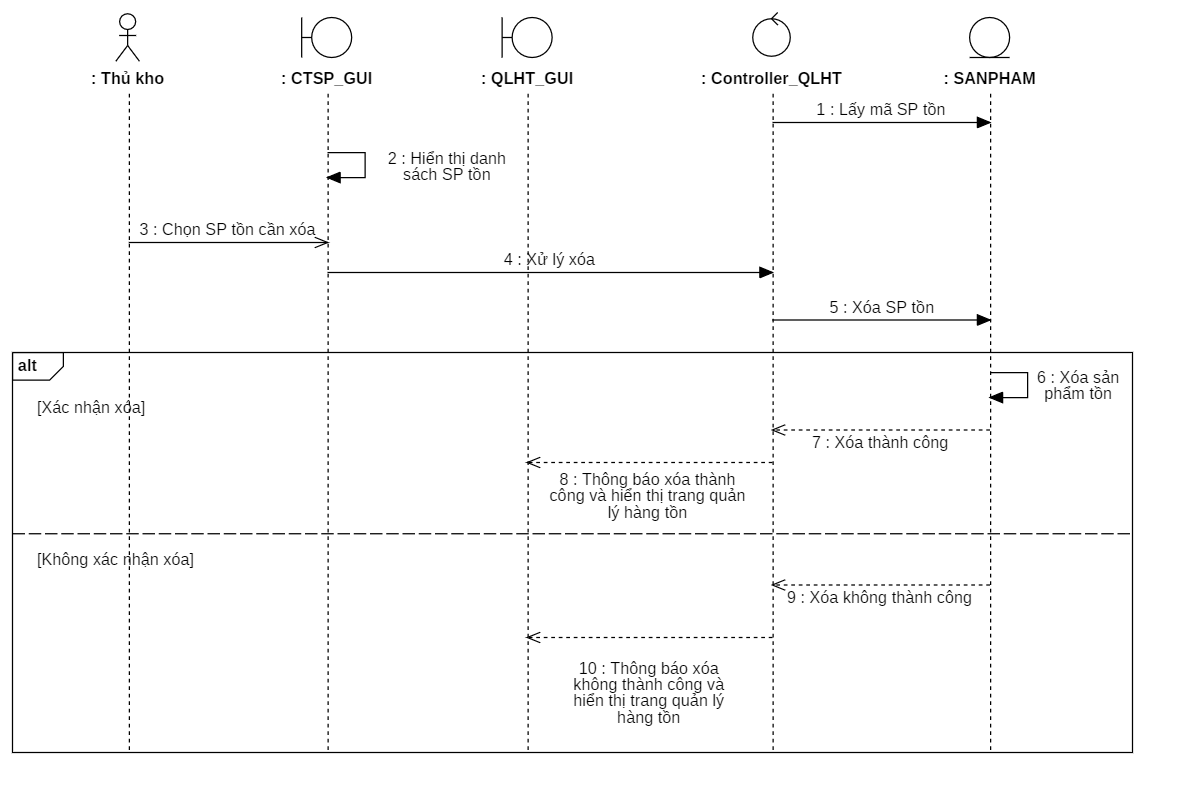 : Thủ kho
: CTSP_GUI
: QLHT_GUI
: Controller_QLHT
: SANPHAM
1 : Lấy mã SP tồn
2 : Hiển thị danh
sách SP tồn
3 : Chọn SP tồn cần xóa
4 : Xử lý xóa
5 : Xóa SP tồn
alt
6 : Xóa sản
phẩm tồn
[Xác nhận xóa]
7 : Xóa thành công
8 : Thông báo xóa thành
công và hiển thị trang quản
lý hàng tồn
[Không xác nhận xóa]
9 : Xóa không thành công
10 : Thông báo xóa
không thành công và
hiển thị trang quản lý
hàng tồn